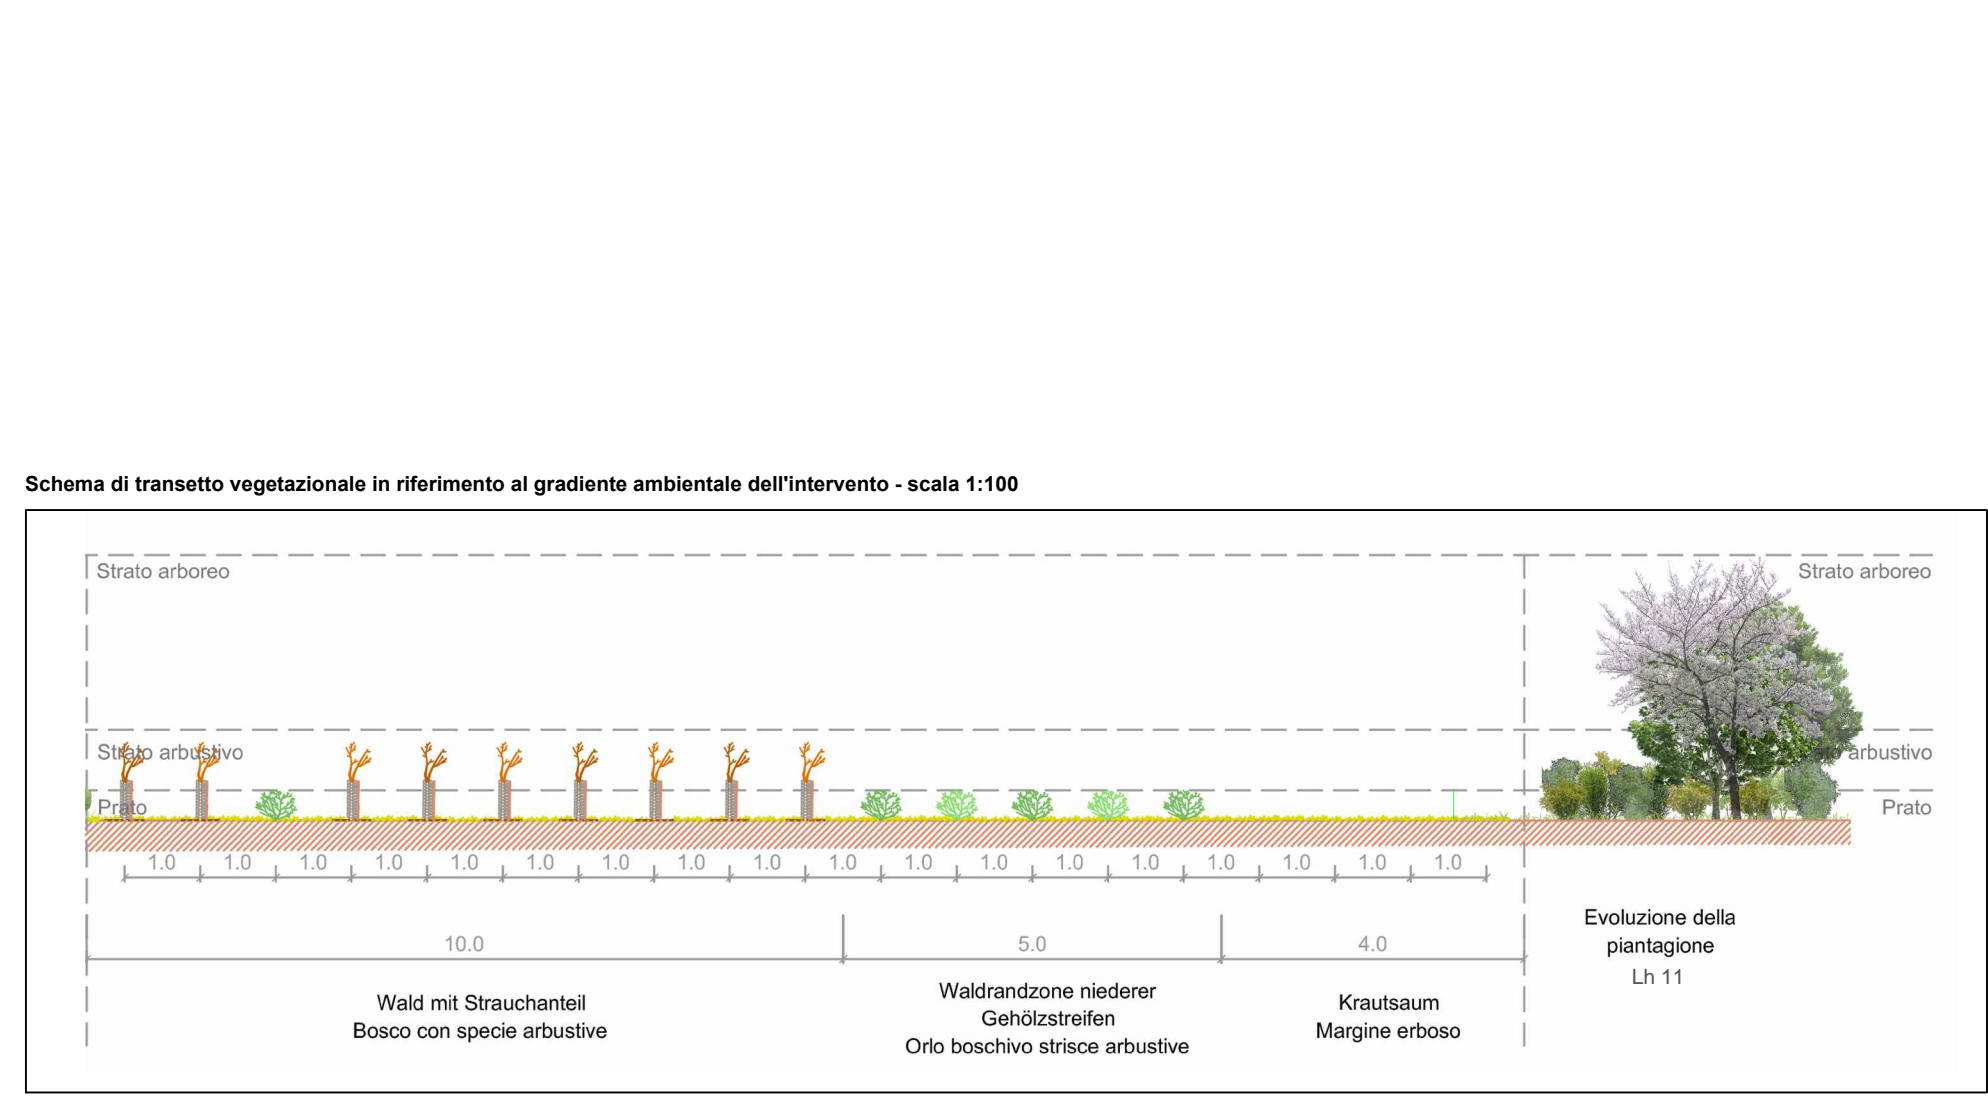 Schema di transetto vegetazionale in riferimento al gradiente ambientale dell'intervento - scala 1:100
Strato arboreo
Strato arboreo
Strato arbustivo
arbustivo
Prato
Prato
1.0 1.0 1.0 1.0 1.0 1.0 1.0 1.0 1.0 1.0 1.0 1.0 1.0 1.0 1.0 1.0 1.0 1.0
10.0
5.0
4.0
Wald mit Strauchanteil
Bosco con specie arbustive
Waldrandzone niederer
Gehölzstreifen
Orlo boschivo strisce arbustive
Krautsaum
Margine erboso
Evoluzione della
piantagione
Lh 11